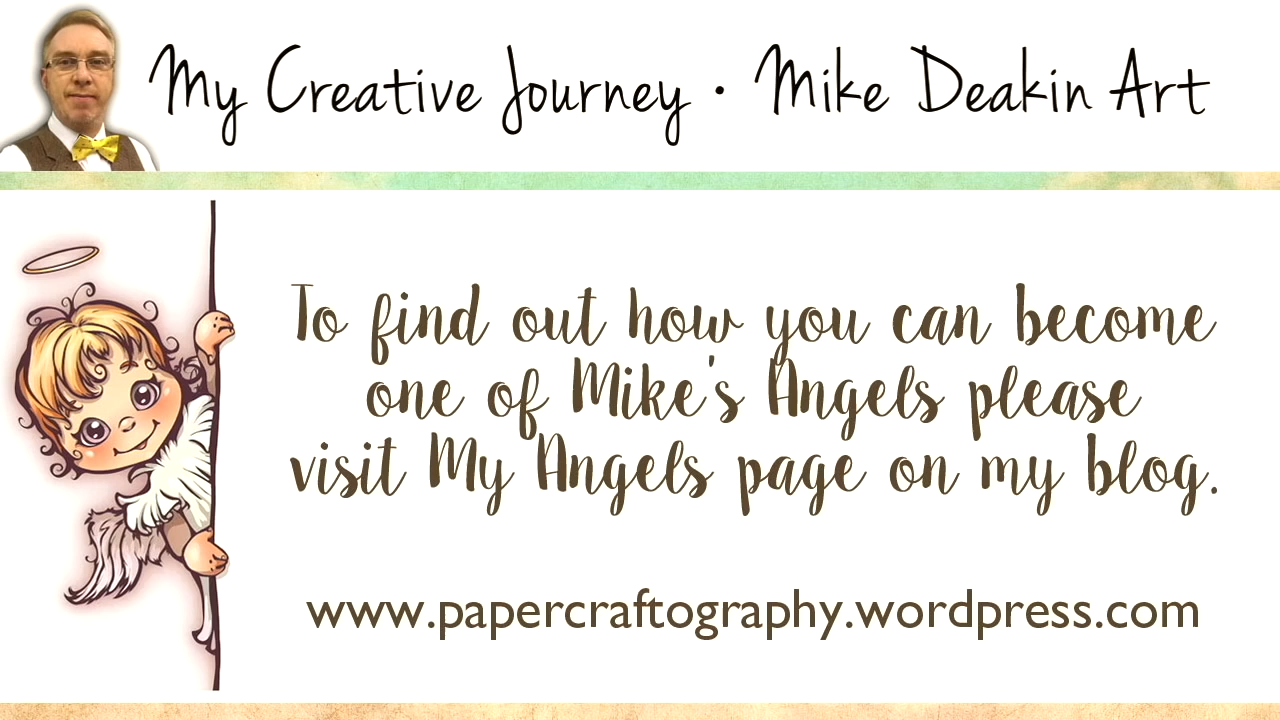 My Creative Journey • Mike Deakin Art
To find out how you can become
one of Mike's Angels please
visit My Angels page on my blog.
www.papercraftography.wordpress.com